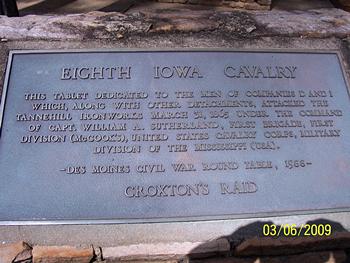 EIGHTH IOWA CAVALRY
THIS TABLET DEDICATED TO THE MEN OF COMPANIES D AND I
WHICH, ALONG WITH OTHER DETACHMENTS, ATTACKED THE
TANNEHILL IRONWORKS MARCH 31, 1865 UNDER THE COMMAND
OF CAPT. WILLIAM A. SUTHERLAND, FIRST BRIGADE, FIRST
DIVISION (MCCOOK'S), UNITED STATES CAVALRY CORPS, MILITARY
DIVISION OF THE MISSISSIPPI (USA).
-DES MOINES CIVIL WAR ROUND TABLE, 1988-
CROXTON'S RAID
03/06/2009